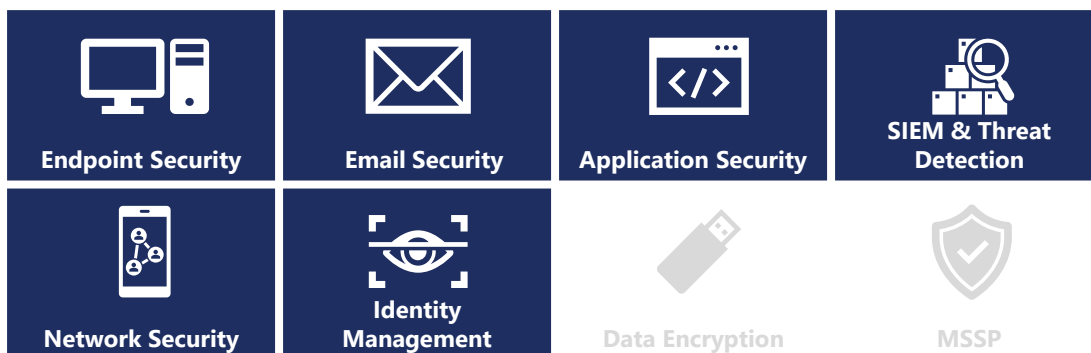 Endpoint Security
Email Security
Application Security
SIEM & Threat
Detection
Network Security
Identity
Management
Data Encryption
MSSP